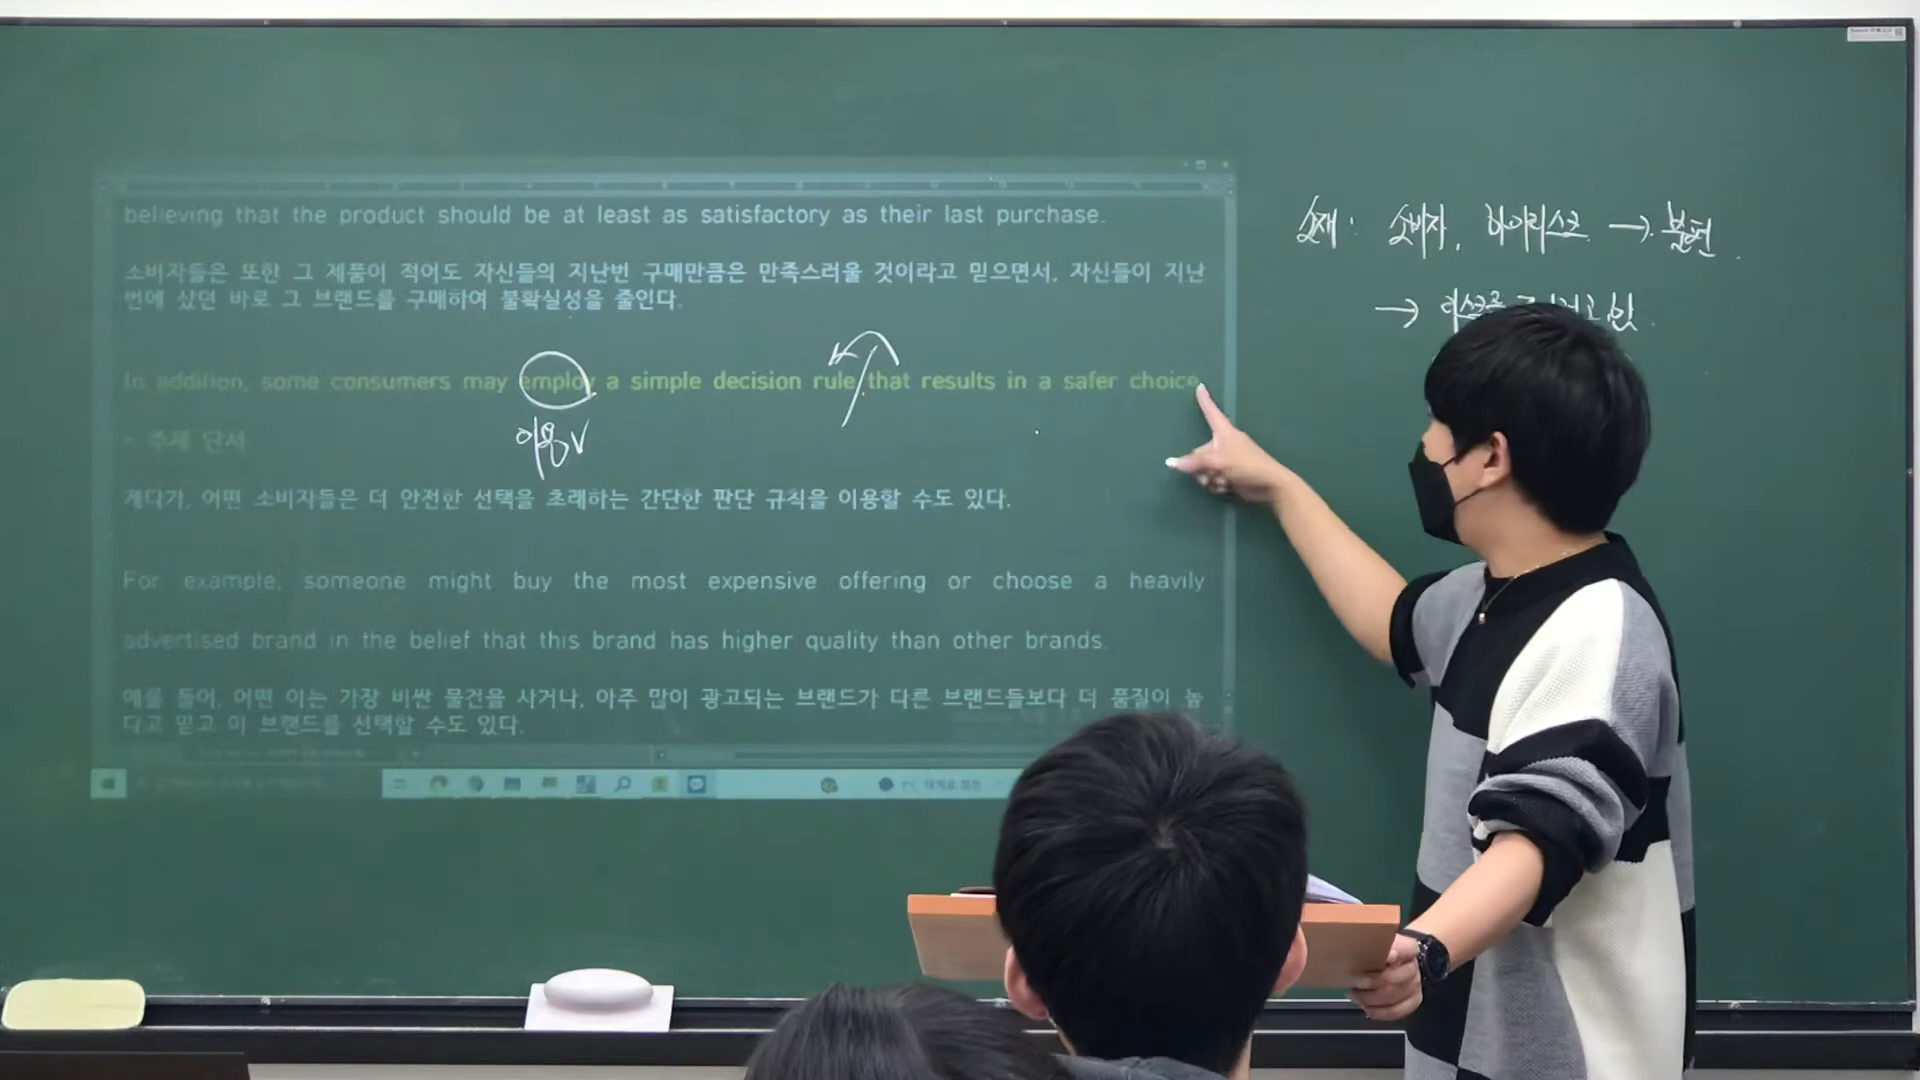 believing that the product should be at least as satisfactory as their last purchase.
소비자들은 또한 그 제품이 적어도 자신들의 지난번 구매만큼은 만족스러울 것이라고 믿으면서, 자신들이 지난
번에 샀던 바로 그 브랜드를 구매하여 불확실성을 줄인다.
In addition, some consumers may employ a simple decision rule that results in a safer choice.
이용V
- 주제 단서
게다가, 어떤 소비자들은 더 안전한 선택을 초래하는 간단한 판단 규칙을 이용할 수도 있다.
For example, someone might buy the most expensive offering or choose a heavily
advertised brand in the belief that this brand has higher quality than other brands.
예를 들어, 어떤 이는 가장 비싼 물건을 사거나, 아주 많이 광고되는 브랜드가 다른 브랜드들보다 더 품질이 높
다고 믿고 이 브랜드를 선택할 수도 있다.
소재: 소비자, 하이리스크 → 불편.
→ 리스크를